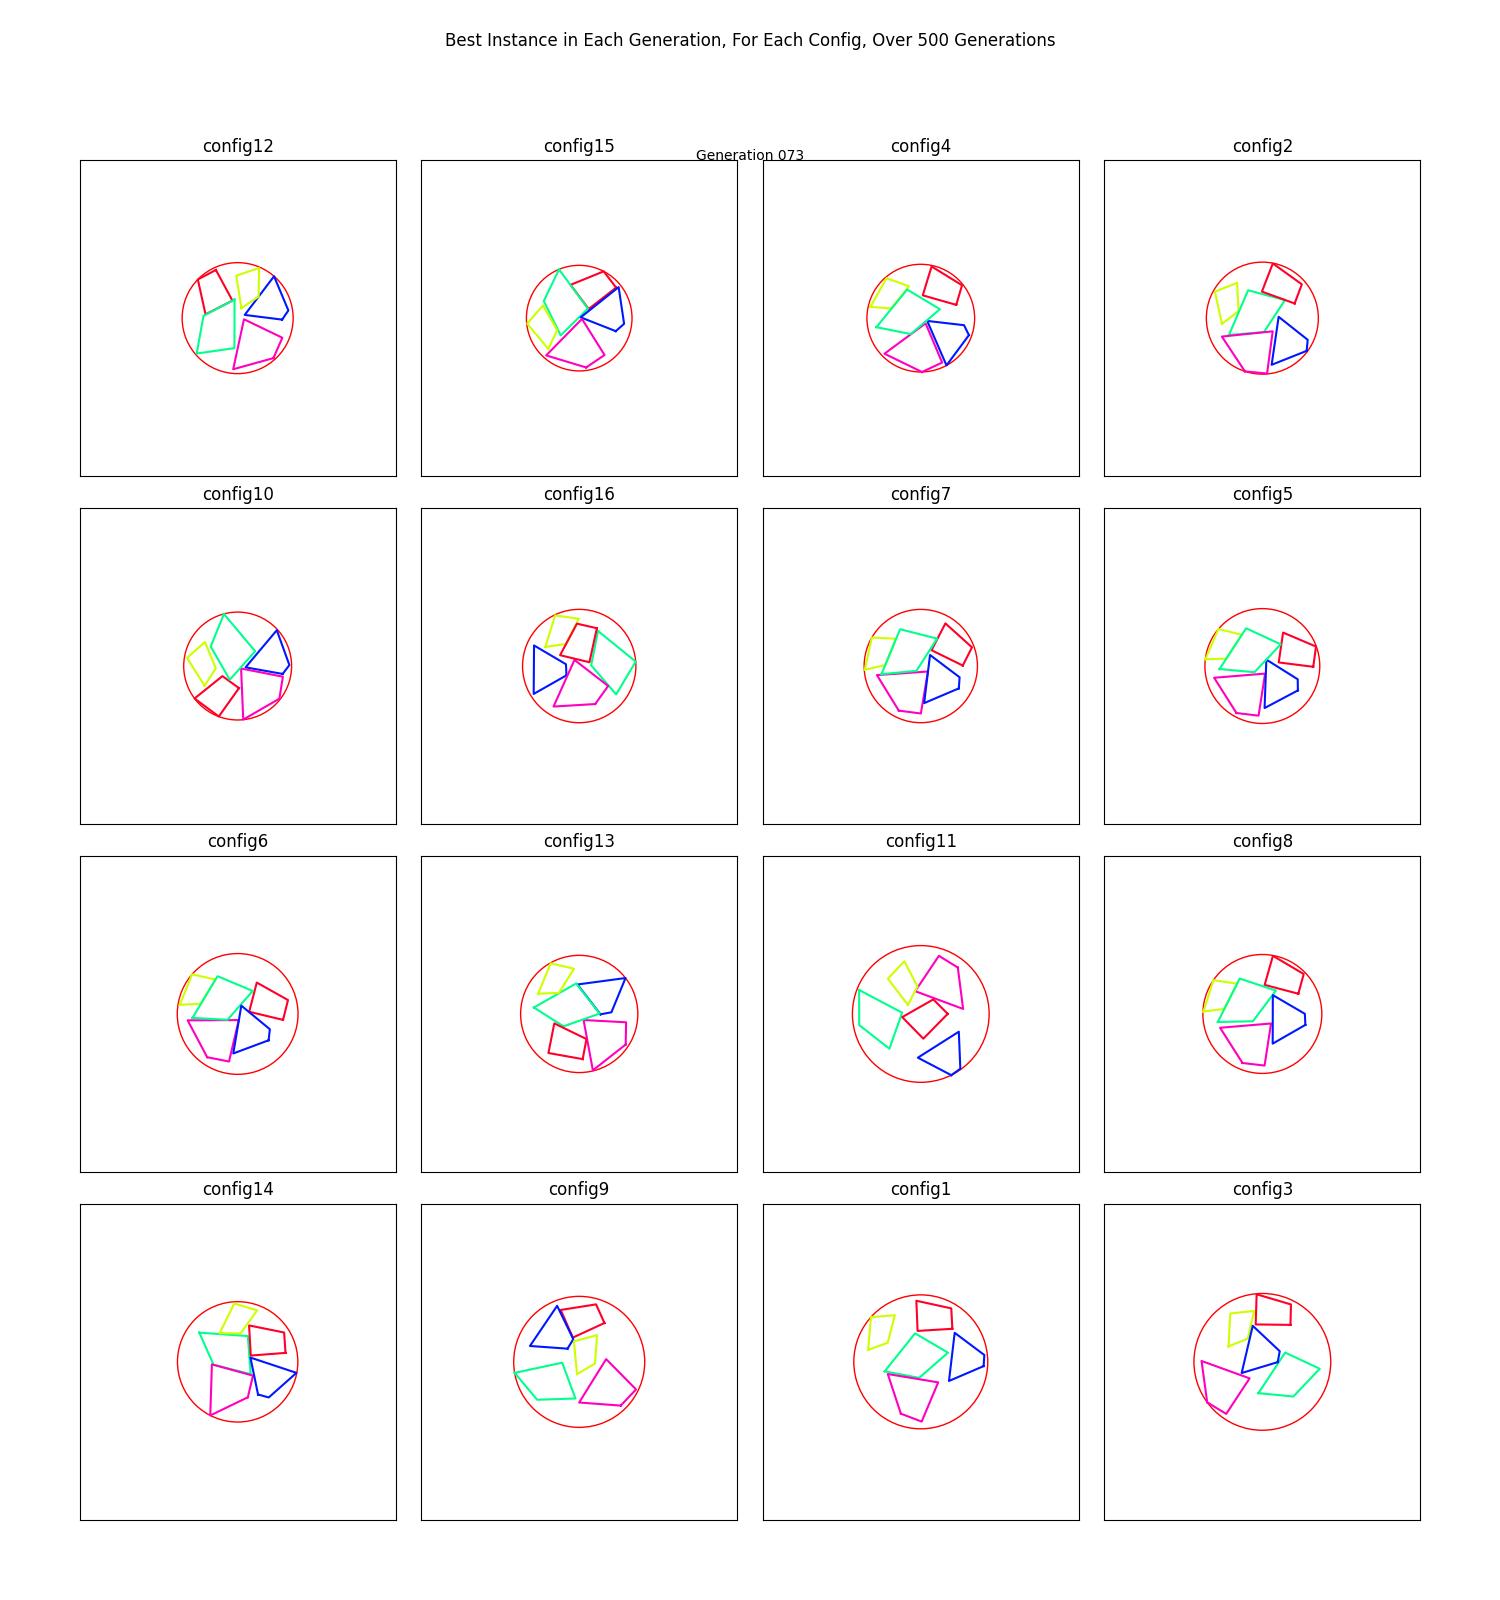 Best Instance in Each Generation, For Each Config, Over 500 Generations
Generation 073
config12
config15
config4
config2
config10
config16
config7
config5
config6
config13
config11
config8
config14
config9
config1
config3